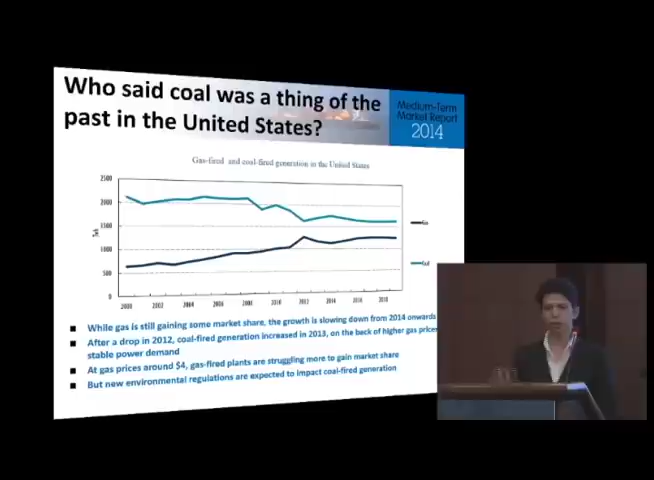 Who said coal was a thing of the
past in the United States?
Medium-Term
Market Report
2014
Gas-fired and coal-fired generation in the United States
2500
2000
1500
1000
500
0
TWh
2000
2002
2004
2006
2008
2010
2012
2014
2016
2018
Gas
Coal
While gas is still gaining some market share, the growth is slowing down from 2014 onwards
After a drop in 2012, coal-fired generation increased in 2013, on the back of higher gas prices
stable power demand
At gas prices around $4, gas-fired plants are struggling more to gain market share
But new environmental regulations are expected to impact coal-fired generation